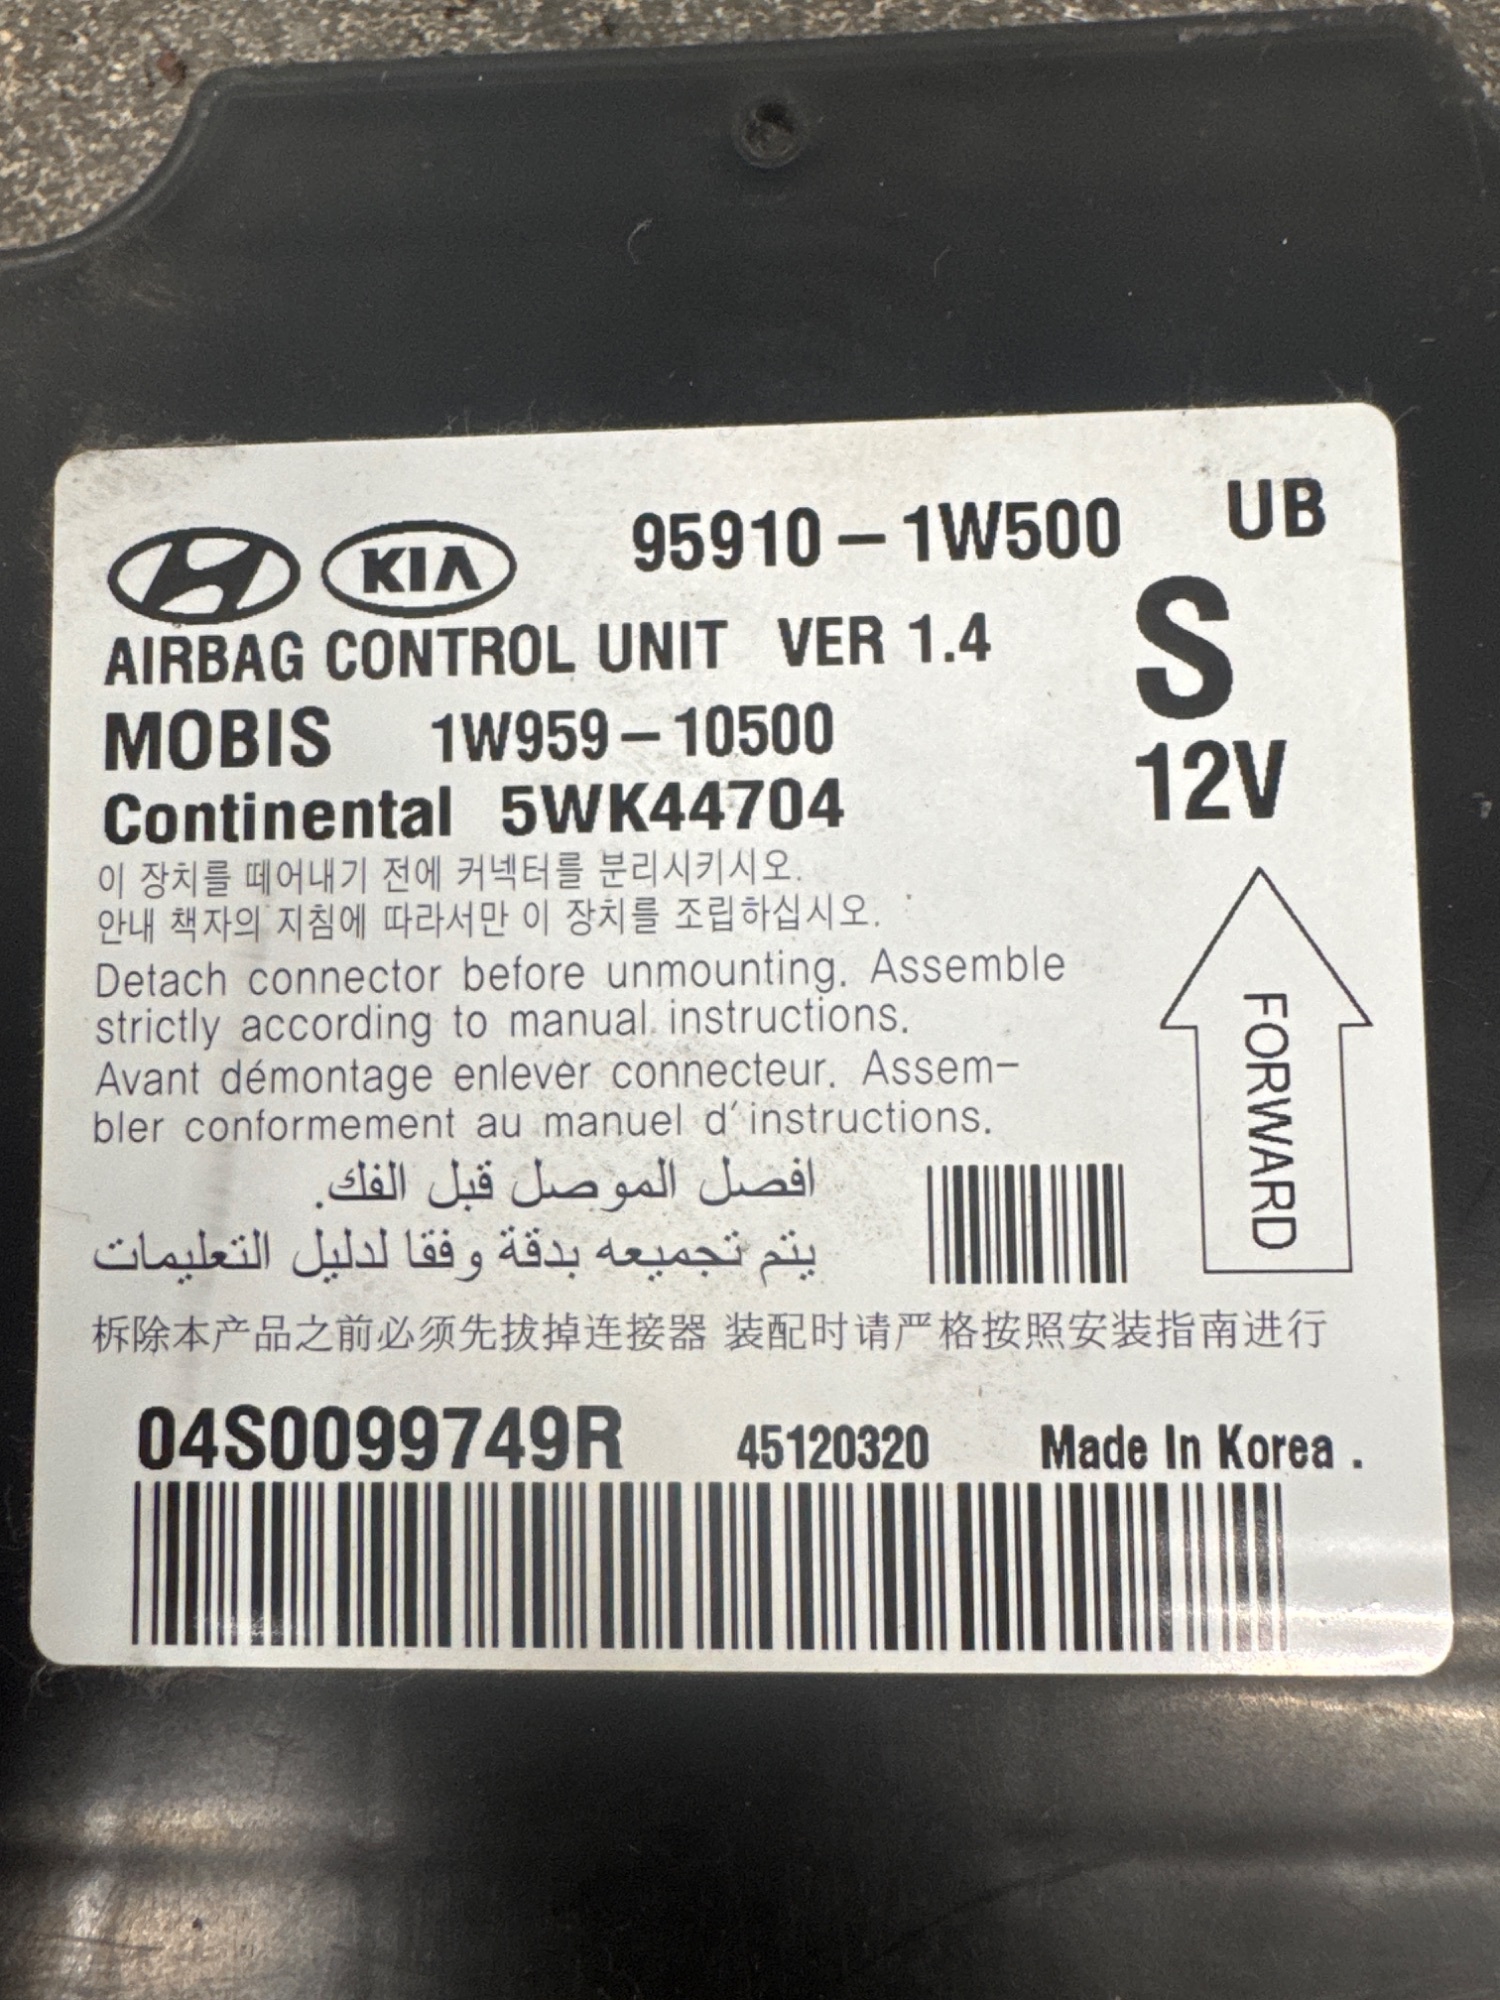 KIA 95910-1W500 UB
AIRBAG CONTROL UNIT VER 1.4 S
MOBIS 1W959-10500
Continental 5WK44704 12V
이 장치를 떼어내기 전에 커넥터를 분리시키시오.
안내 책자의 지침에 따라서만 이 장치를 조립하십시오.
Detach connector before unmounting. Assemble
strictly according to manual instructions.
Avant démontage enlever connecteur. Assem-
bler conformement au manuel d'instructions.
FORWARD
افصل الموصل قبل الفك.
يتم تجميعه بدقة وفقا لدليل التعليمات
拆除本产品之前必须先拔掉连接器 装配时请严格按照安装指南进行
04S0099749R 45120320 Made In Korea .